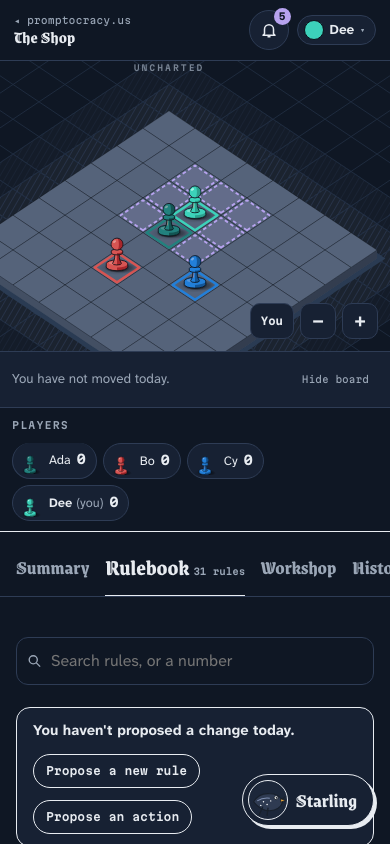 ◂ promptocracy.us
The Shop
5
Dee ▾
UNCHARTED
You
−
+
You have not moved today.
Hide board
PLAYERS
Ada 0
Bo 0
Cy 0
Dee (you) 0
Summary
Rulebook 31 rules
Workshop
Histo
Search rules, or a number
You haven't proposed a change today.
Propose a new rule
Propose an action
Starling